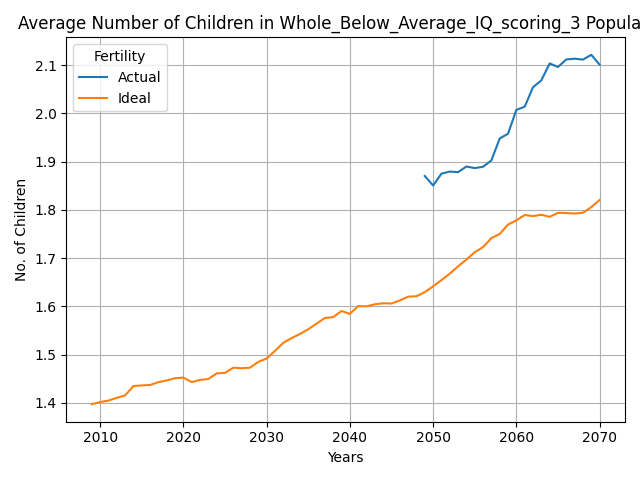 Average Number of Children in Whole_Below_Average_IQ_scoring_3 Popula
Fertility
Actual
Ideal
No. of Children
2.1
2.0
1.9
1.8
1.7
1.6
1.5
1.4
2010 2020 2030 2040 2050 2060 2070
Years